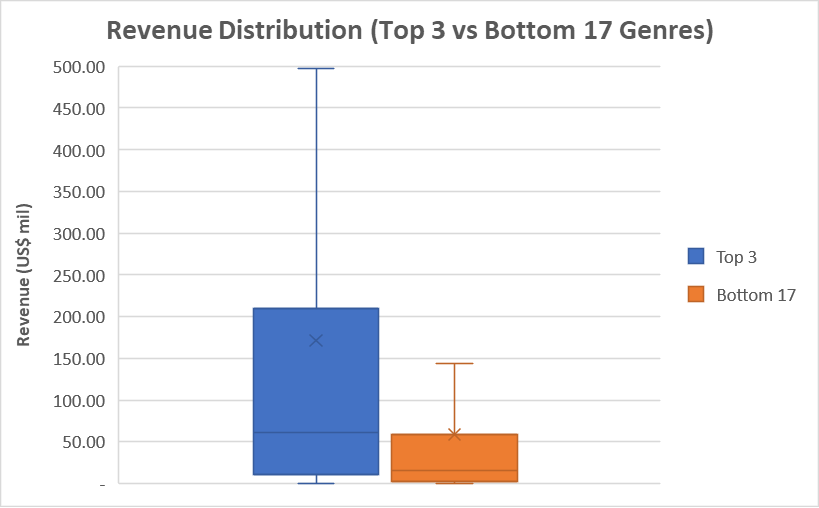 Revenue Distribution (Top 3 vs Bottom 17 Genres)
500.00
450.00
400.00
350.00
300.00
250.00
200.00
150.00
100.00
50.00
-
Revenue (US$ mil)
Top 3
Bottom 17